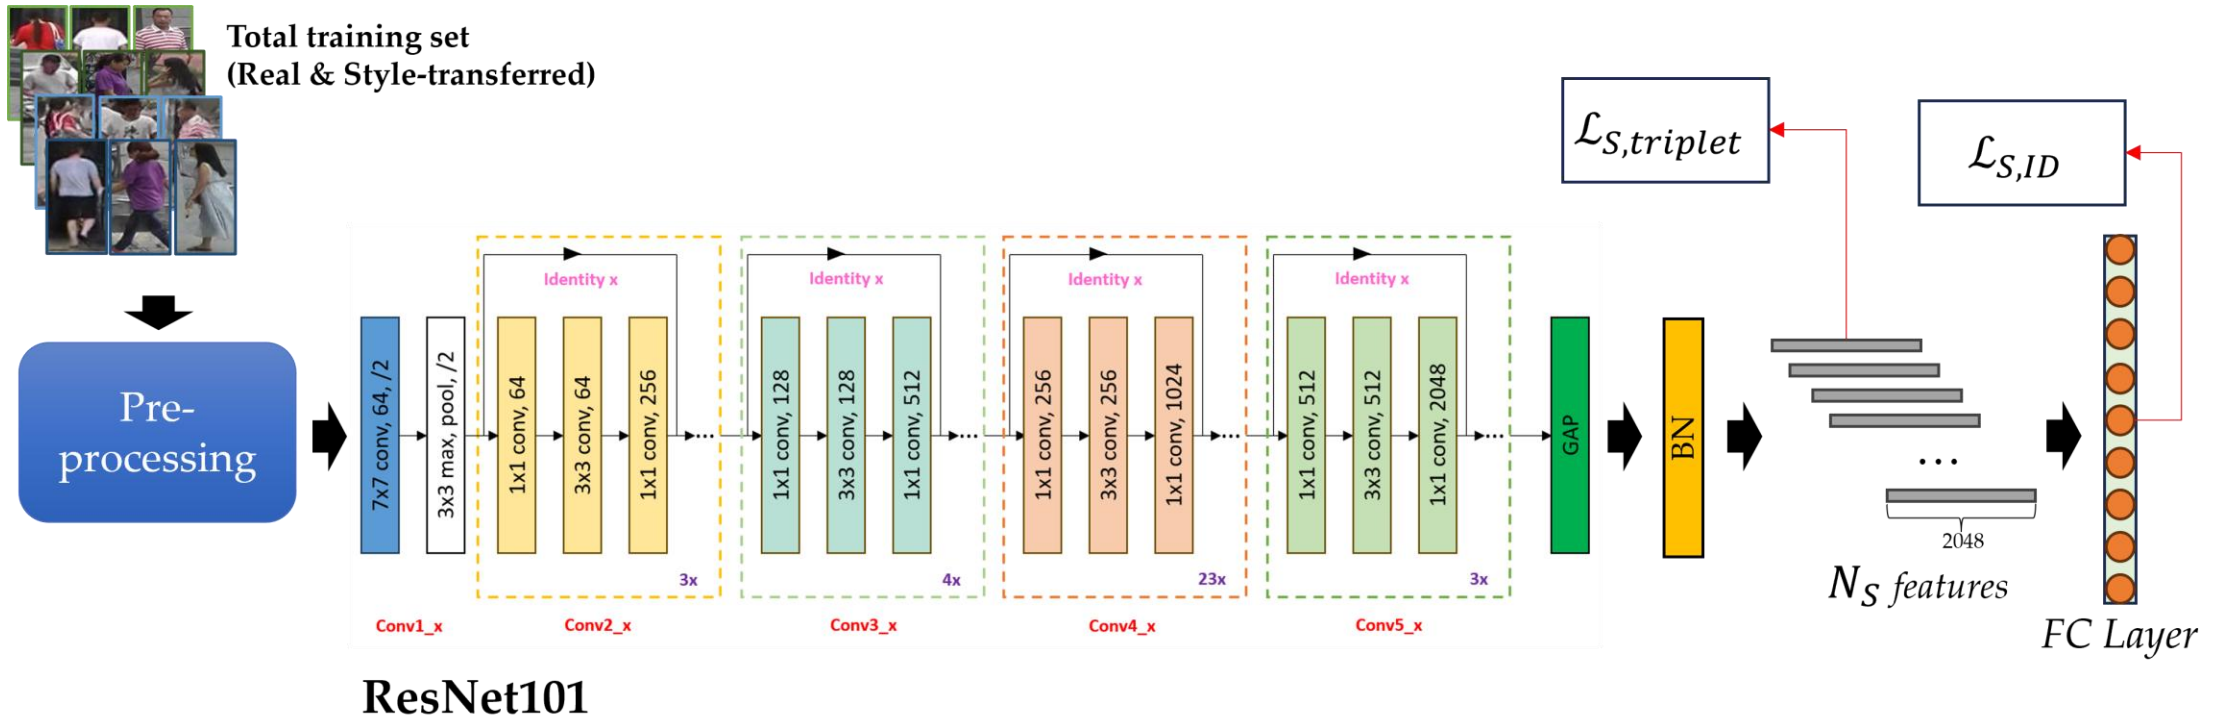 Total training set
(Real & Style-transferred)
Pre-
processing
7x7 conv, 64, /2
3x3 max, pool, /2
Conv1_x
Identity x
1x1 conv, 64
3x3 conv, 64
1x1 conv, 256
...
3x
Conv2_x
Identity x
1x1 conv, 128
3x3 conv, 128
1x1 conv, 512
...
4x
Conv3_x
Identity x
1x1 conv, 256
3x3 conv, 256
1x1 conv, 1024
...
23x
Conv4_x
Identity x
1x1 conv, 512
3x3 conv, 512
1x1 conv, 2048
...
3x
Conv5_x
GAP
ResNet101
BN
ℒS,triplet
ℒS,ID
...
2048
NS features
FC Layer